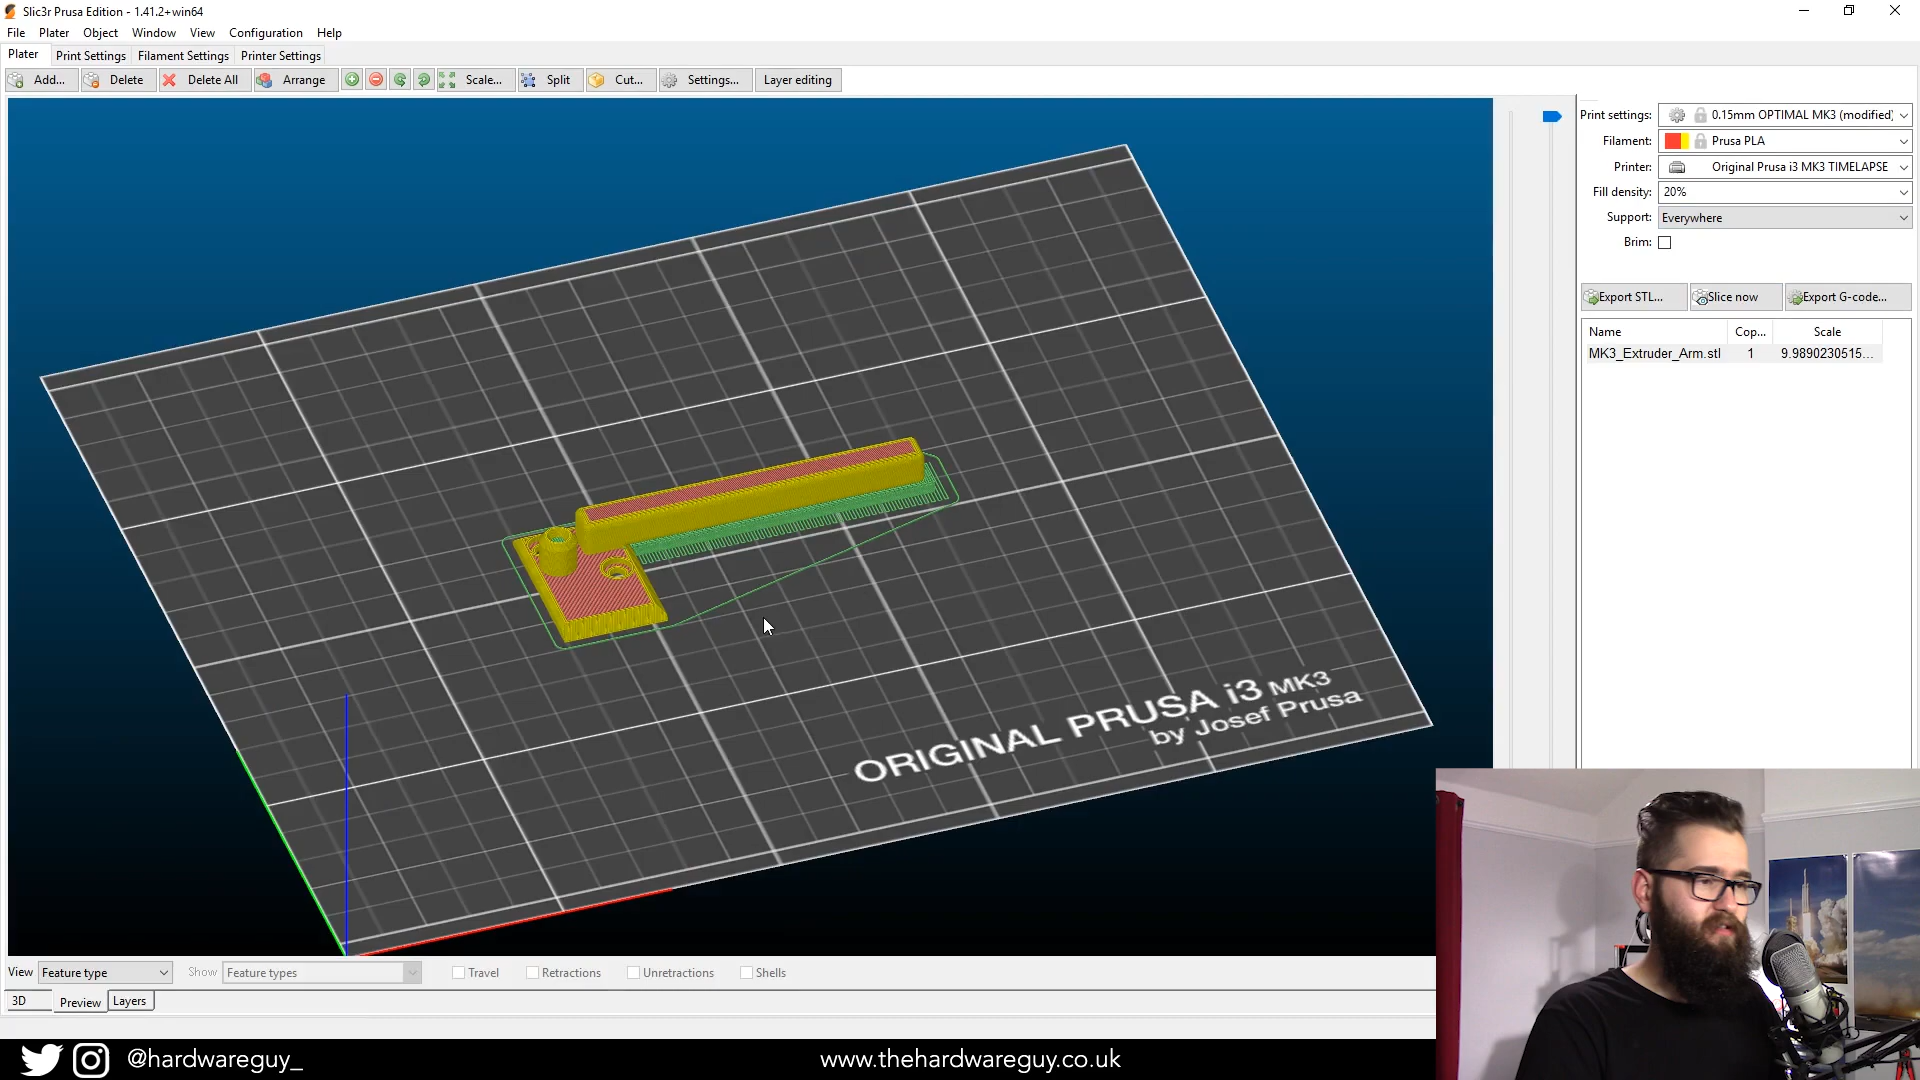 Slic3r Prusa Edition - 1.41.2+win64
File Plater Object Window View Configuration Help
Plater Print Settings Filament Settings Printer Settings
Add... Delete Delete All Arrange Scale... Split Cut... Settings... Layer editing
Print settings: 0.15mm OPTIMAL MK3 (modified)
Filament: Prusa PLA
Printer: Original Prusa i3 MK3 TIMELAPSE
Fill density: 20%
Support: Everywhere
Brim:
Export STL... Slice now Export G-code...
Name Cop... Scale
MK3_Extruder_Arm.stl 1 9.9890230515...
ORIGINAL PRUSA i3 MK3
by Josef Prusa
View Feature type Show Feature types Travel Retractions Unretractions Shells
3D Preview Layers
@hardwareguy_ www.thehardwareguy.co.uk